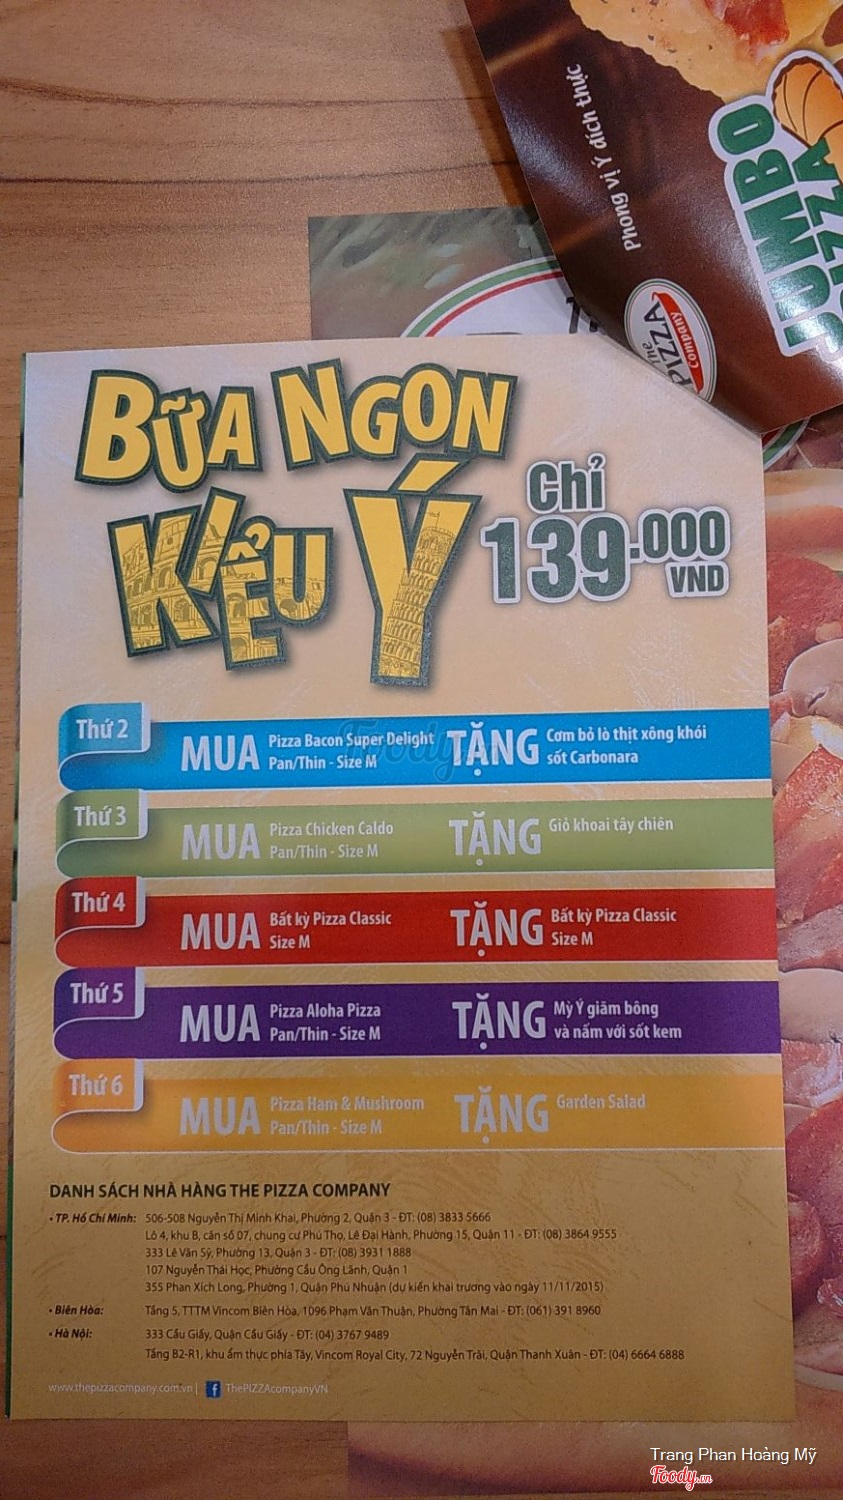 Phong vị Ý đích thực
JUMBO
PIZZA
The
PIZZA
Company
BỮA NGON
KIỂU Ý
Chỉ
139.000
VND
Thứ 2
MUA
Pizza Bacon Super Delight
Pan/Thin - Size M
TẶNG
Cơm bỏ lò thịt xông khói
sốt Carbonara
Thứ 3
MUA
Pizza Chicken Caldo
Pan/Thin - Size M
TẶNG
Giỏ khoai tây chiên
Thứ 4
MUA
Bất kỳ Pizza Classic
Size M
TẶNG
Bất kỳ Pizza Classic
Size M
Thứ 5
MUA
Pizza Aloha Pizza
Pan/Thin - Size M
TẶNG
Mỳ Ý giăm bông
và nấm với sốt kem
Thứ 6
MUA
Pizza Ham & Mushroom
Pan/Thin - Size M
TẶNG
Garden Salad
DANH SÁCH NHÀ HÀNG THE PIZZA COMPANY
• TP. Hồ Chí Minh: 506-508 Nguyễn Thị Minh Khai, Phường 2, Quận 3 - ĐT: (08) 3833 5666
Lô 4, khu B, căn số 07, chung cư Phú Thọ, Lê Đại Hành, Phường 15, Quận 11 - ĐT: (08) 3864 9555
333 Lê Văn Sỹ, Phường 13, Quận 3 - ĐT: (08) 3931 1888
107 Nguyễn Thái Học, Phường Cầu Ông Lãnh, Quận 1
355 Phan Xích Long, Phường 1, Quận Phú Nhuận (dự kiến khai trương vào ngày 11/11/2015)
• Biên Hòa: Tầng 5, TTTM Vincom Biên Hòa, 1096 Phạm Văn Thuận, Phường Tân Mai - ĐT: (061) 391 8960
• Hà Nội: 333 Cầu Giấy, Quận Cầu Giấy - ĐT: (04) 3767 9489
Tầng B2-R1, khu ẩm thực phía Tây, Vincom Royal City, 72 Nguyễn Trãi, Quận Thanh Xuân - ĐT: (04) 6664 6888
www.thepizzacompany.com.vn | f ThePIZZAcompanyVN
Foody
Trang Phan Hoàng Mỹ
Foody.vn